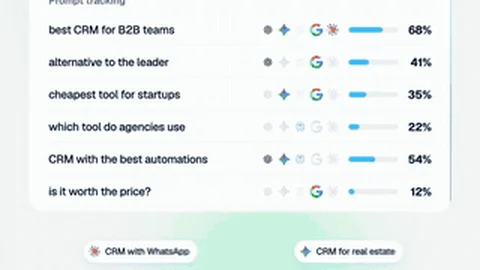 Prompt tracking
best CRM for B2B teams 68%
alternative to the leader 41%
cheapest tool for startups 35%
which tool do agencies use 22%
CRM with the best automations 54%
is it worth the price? 12%
CRM with WhatsApp CRM for real estate